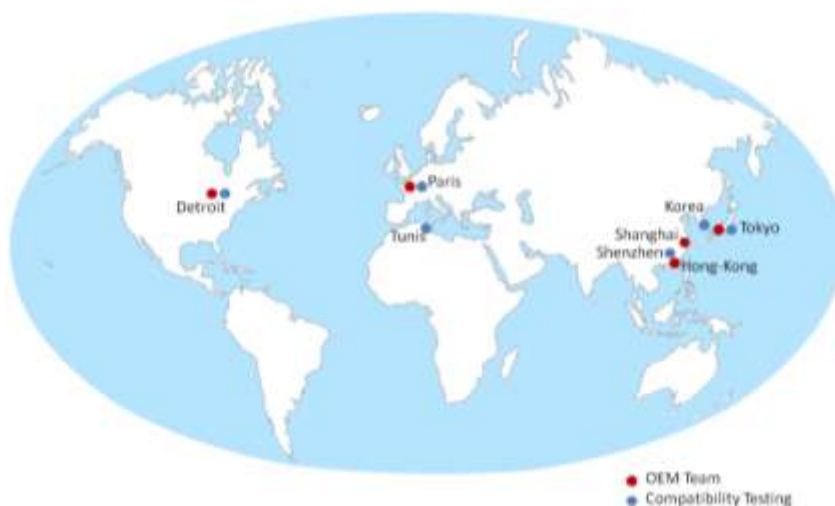 Detroit
Paris
Tunis
Korea
Tokyo
Shanghai
Shenzhen
Hong-Kong
OEM Team
Compatibility Testing